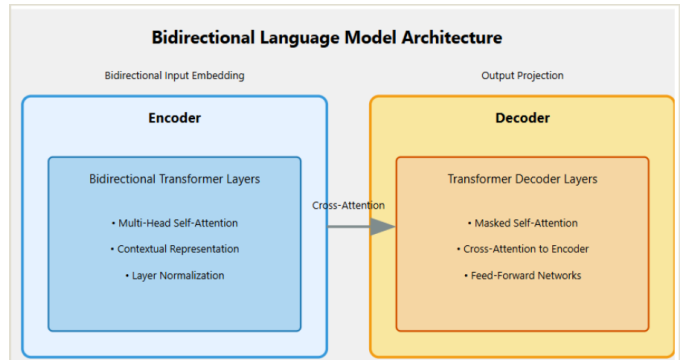 Bidirectional Language Model Architecture
Bidirectional Input Embedding
Output Projection
Encoder
Decoder
Bidirectional Transformer Layers
• Multi-Head Self-Attention
• Contextual Representation
• Layer Normalization
Cross-Attention
Transformer Decoder Layers
• Masked Self-Attention
• Cross-Attention to Encoder
• Feed-Forward Networks